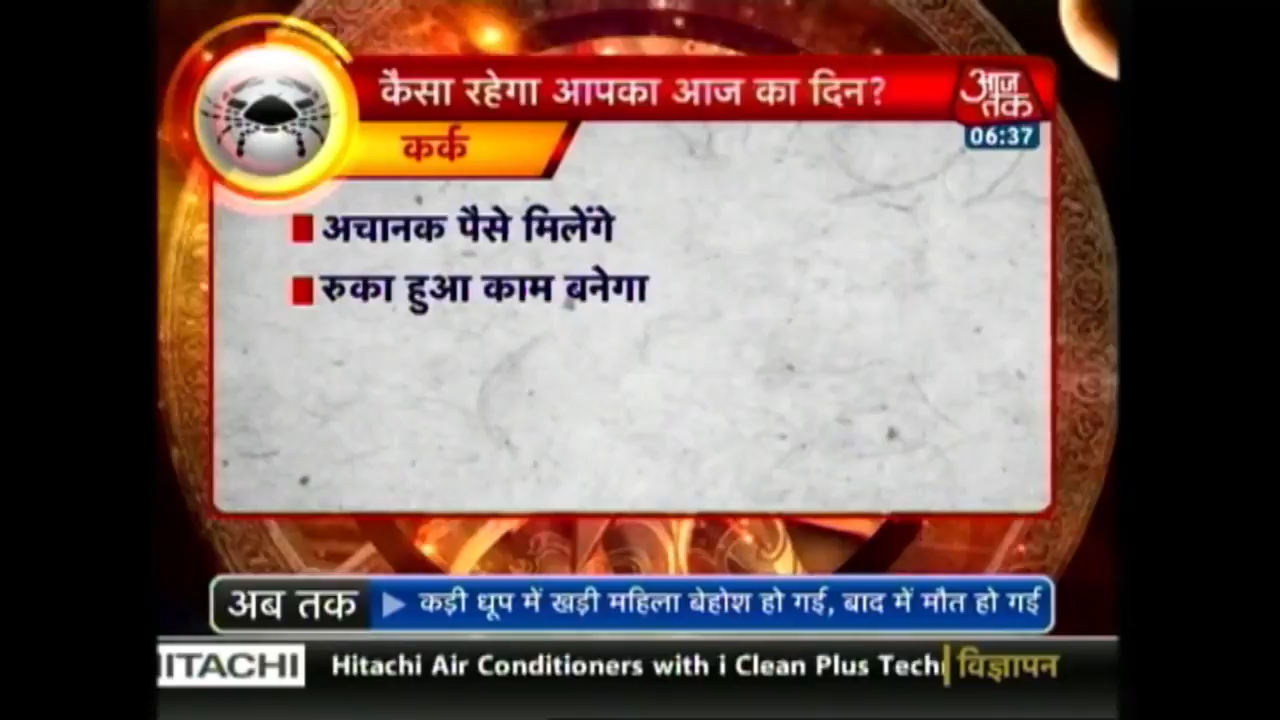 कैसा रहेगा आपका आज का दिन?
आज तक
06:37
कर्क
अचानक पैसे मिलेंगे
रुका हुआ काम बनेगा
अब तक
कड़ी धूप में खड़ी महिला बेहोश हो गई, बाद में मौत हो गई
ITACHI Hitachi Air Conditioners with i Clean Plus Tech विज्ञापन